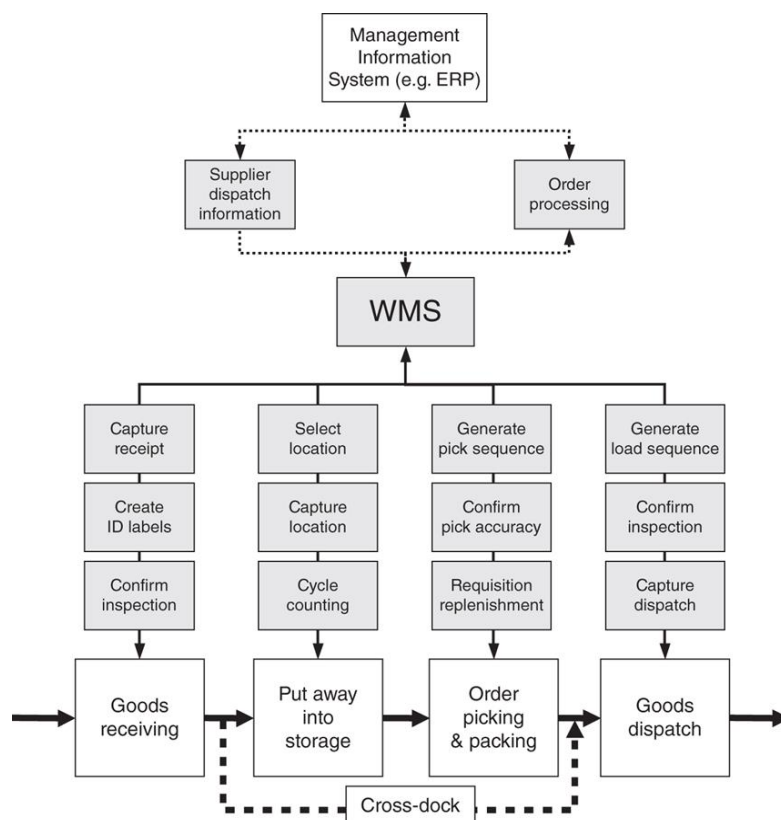 Management
Information
System (e.g. ERP)
Supplier
dispatch
information
Order
processing
WMS
Capture
receipt
Select
location
Generate
pick sequence
Generate
load sequence
Create
ID labels
Capture
location
Confirm
pick accuracy
Confirm
inspection
Confirm
inspection
Cycle
counting
Requisition
replenishment
Capture
dispatch
Goods
receiving
Put away
into
storage
Order
picking
& packing
Goods
dispatch
Cross-dock